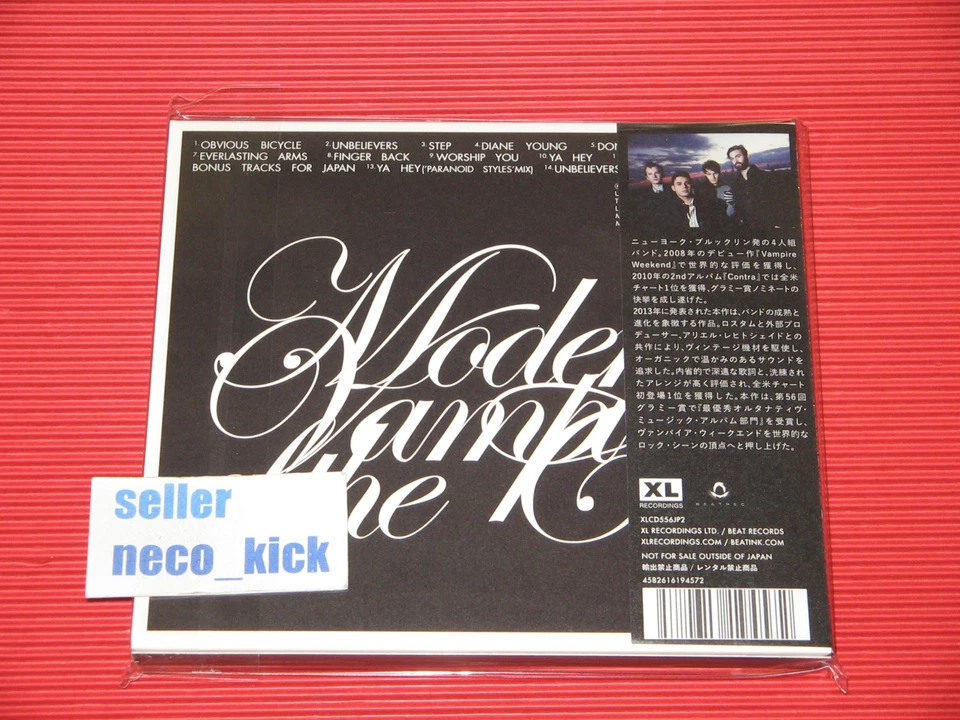 1.OBVIOUS BICYCLE 2.UNBELIEVERS 3.STEP 4.DIANE YOUNG 5.DON
7.EVERLASTING ARMS 8.FINGER BACK 9.WORSHIP YOU 10.YA HEY 1
BONUS TRACKS FOR JAPAN 13.YA HEY('PARANOID STYLES'MIX) 14.UNBELIEVERS
Moder
Vampi
the
ニューヨーク・ブルックリン発の4人組
バンド。2008年のデビュー作『Vampire
Weekend』で世界的な評価を獲得し、
2010年の2ndアルバム『Contra』では全米
チャート1位を獲得、グラミー賞ノミネートの
快挙を成し遂げた。
2013年に発表された本作は、バンドの成熟と
進化を象徴する作品。ロスタムと外部プロ
デューサー、アリエル・レヒトシェイドとの
共作により、ヴィンテージ機材を駆使し、
オーガニックで温かみのあるサウンドを
追求した。内省的で深遠な歌詞と、洗練さ
れたアレンジが高く評価され、全米チャート
初登場1位を獲得した。本作は、第56回
グラミー賞で『最優秀オルタナティヴ・
ミュージック・アルバム部門』を受賞し、
ヴァンパイア・ウィークエンドを世界的な
ロック・シーンの頂点へと押し上げた。
XL
RECORDINGS
BEATREC
XLCD556JP2
XL RECORDINGS LTD. / BEAT RECORDS
XLRECORDINGS.COM / BEATINK.COM
NOT FOR SALE OUTSIDE OF JAPAN
輸出禁止商品 / レンタル禁止商品
4582616194572
seller
neco_kick